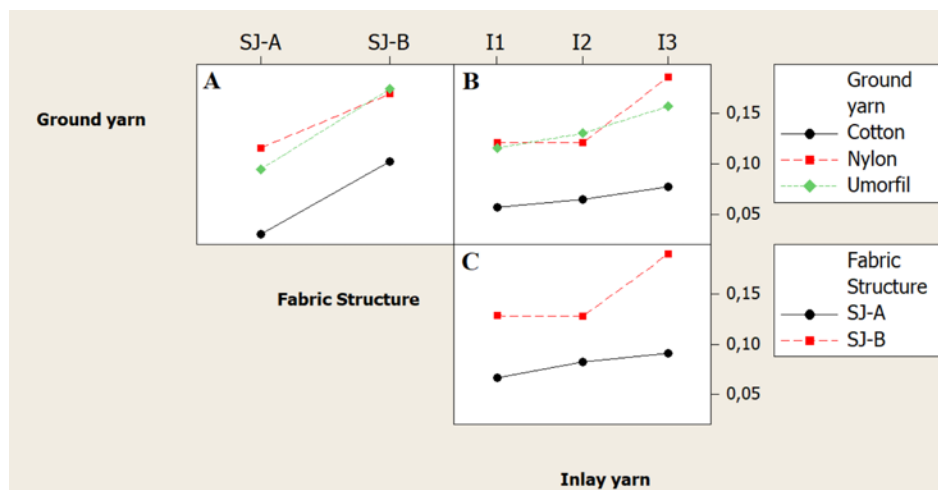 SJ-A SJ-B I1 I2 I3
A B
Ground yarn
0,15
0,10
0,05
Ground
yarn
Cotton
Nylon
Umorfil
C
Fabric Structure
0,15
0,10
0,05
Fabric
Structure
SJ-A
SJ-B
Inlay yarn